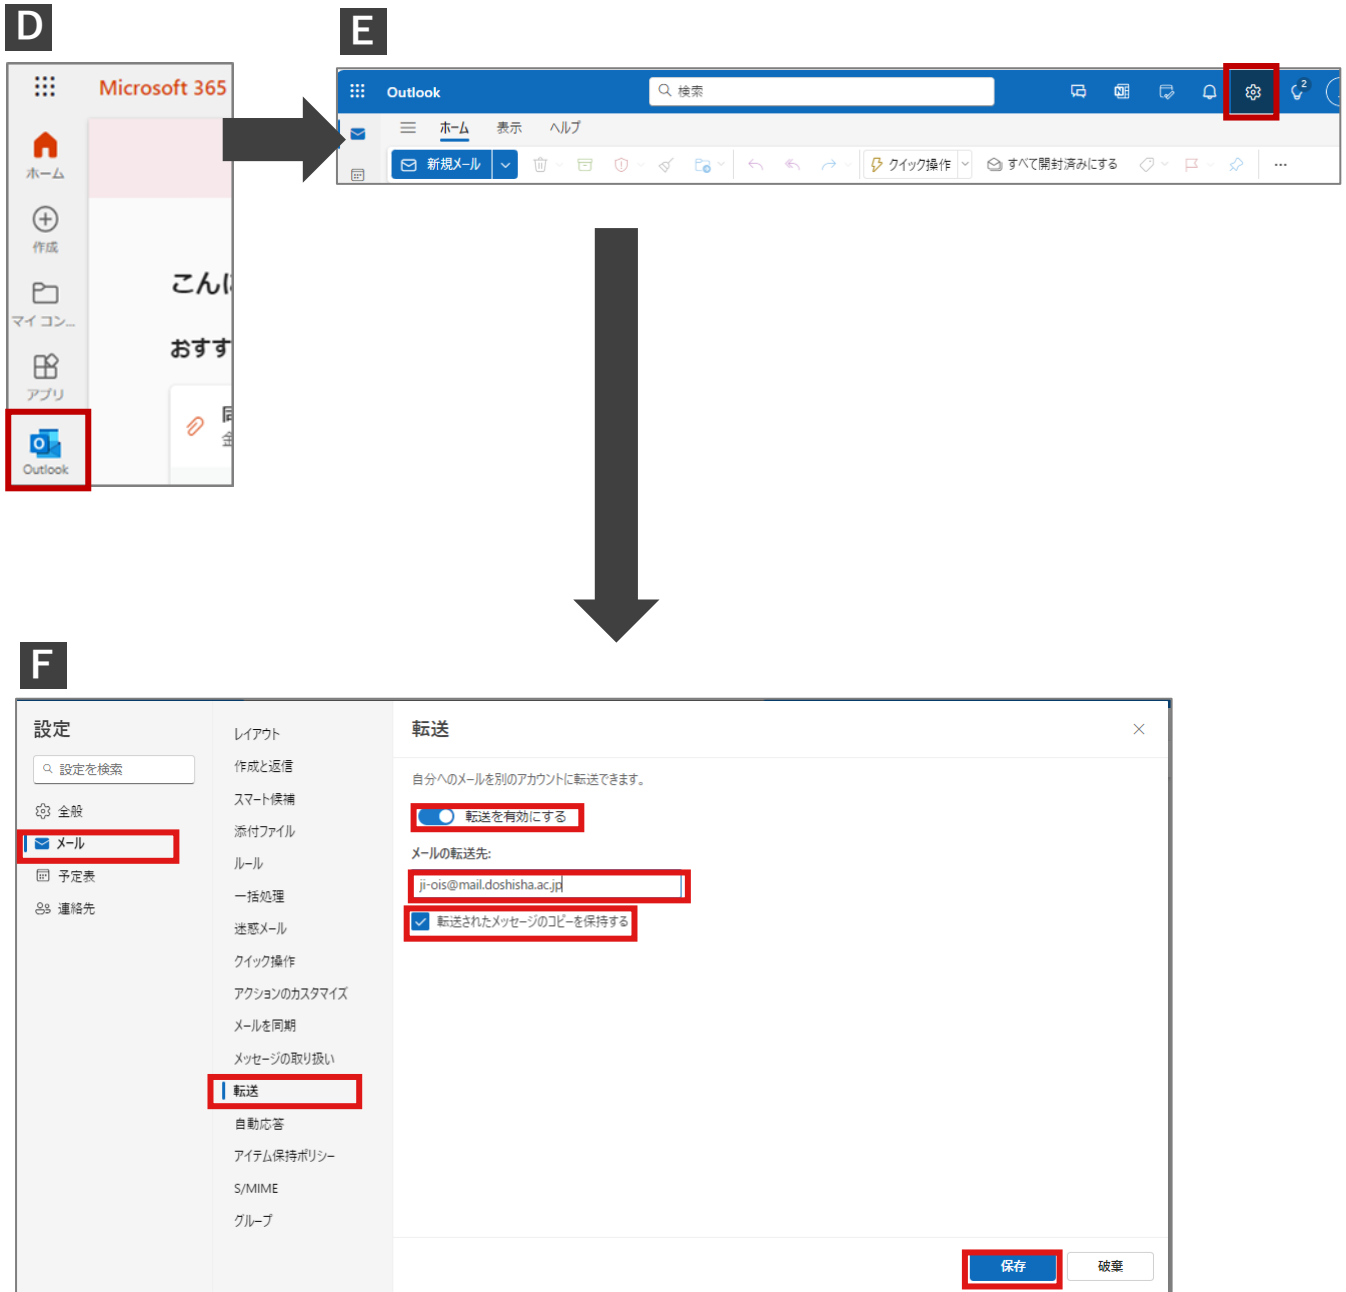 D
Microsoft 365
ホーム
作成
マイ コン...
アプリ
Outlook
こんに
おすす
同
金
E
Outlook
検索
2
ホーム 表示 ヘルプ
新規メール
クイック操作
すべて開封済みにする
...
F
設定
設定を検索
全般
メール
予定表
連絡先
レイアウト
作成と返信
スマート候補
添付ファイル
ルール
一括処理
迷惑メール
クイック操作
アクションのカスタマイズ
メールを同期
メッセージの取り扱い
転送
自動応答
アイテム保持ポリシー
S/MIME
グループ
転送
自分へのメールを別のアカウントに転送できます。
転送を有効にする
メールの転送先:
ji-ois@mail.doshisha.ac.jp
転送されたメッセージのコピーを保持する
保存
破棄